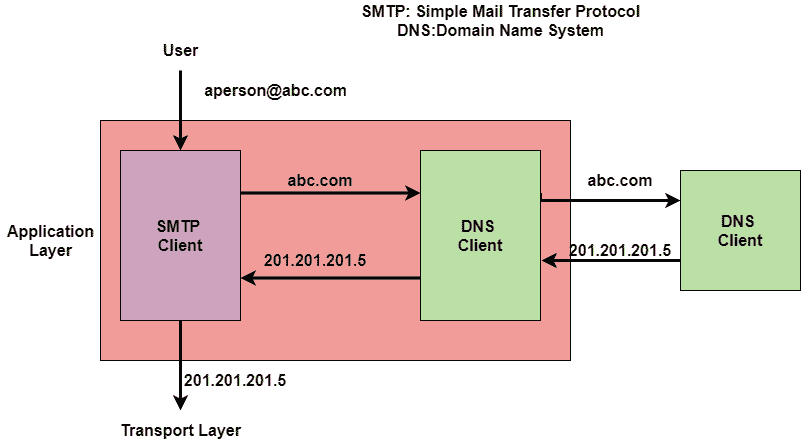 SMTP: Simple Mail Transfer Protocol
DNS:Domain Name System
User
aperson@abc.com
abc.com
abc.com
SMTP
Client
DNS
Client
DNS
Client
Application
Layer
201.201.201.5
201.201.201.5
201.201.201.5
Transport Layer